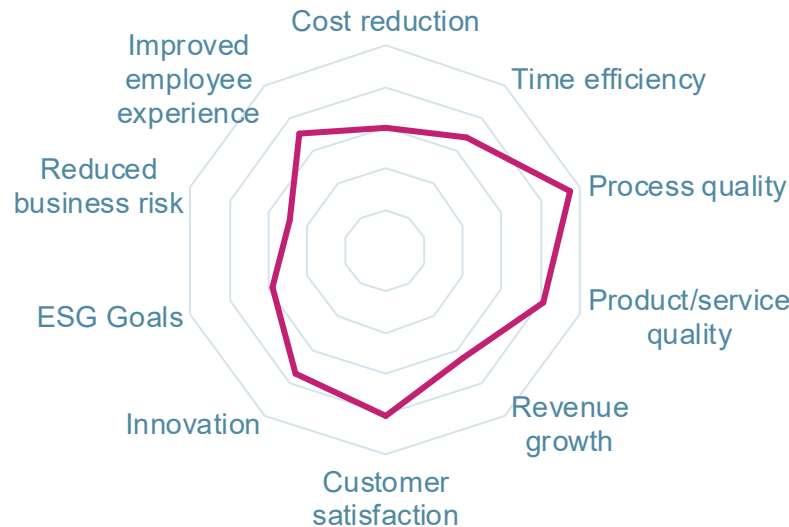 Cost reduction
Time efficiency
Process quality
Product/service
quality
Revenue
growth
Customer
satisfaction
Innovation
ESG Goals
Reduced
business risk
Improved
employee
experience